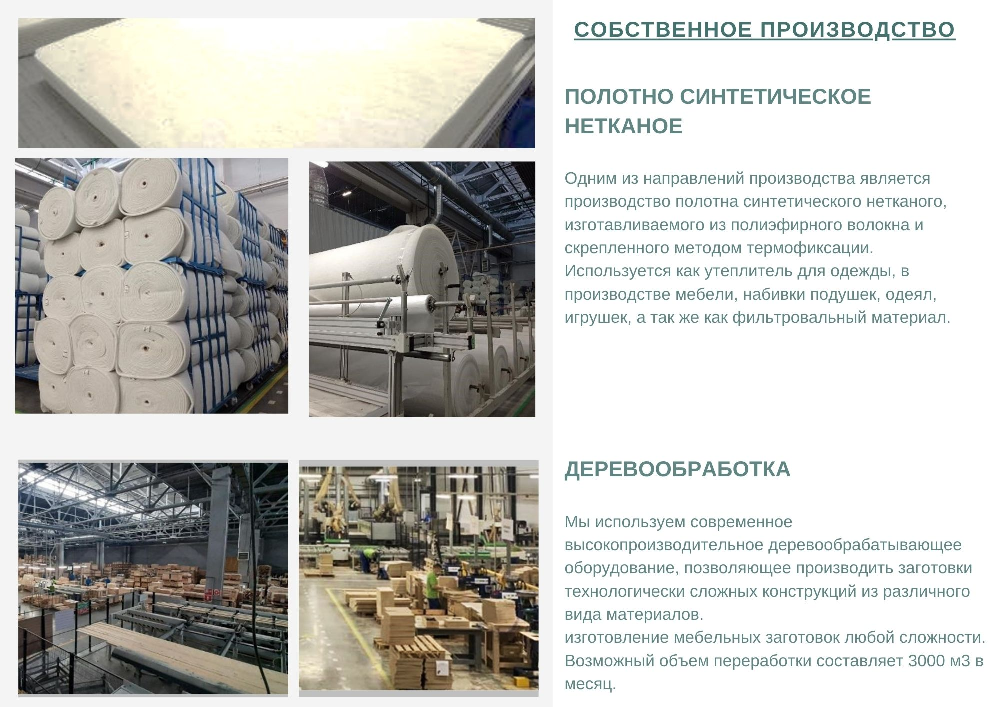 СОБСТВЕННОЕ ПРОИЗВОДСТВО
ПОЛОТНО СИНТЕТИЧЕСКОЕ
НЕТКАНОЕ
Одним из направлений производства является
производство полотна синтетического нетканого,
изготавливаемого из полиэфирного волокна и
скрепленного методом термофиксации.
Используется как утеплитель для одежды, в
производстве мебели, набивки подушек, одеял,
игрушек, а так же как фильтровальный материал.
ДЕРЕВООБРАБОТКА
Мы используем современное
высокопроизводительное деревообрабатывающее
оборудование, позволяющее производить заготовки
технологически сложных конструкций из различного
вида материалов.
изготовление мебельных заготовок любой сложности.
Возможный объем переработки составляет 3000 м3 в
месяц.